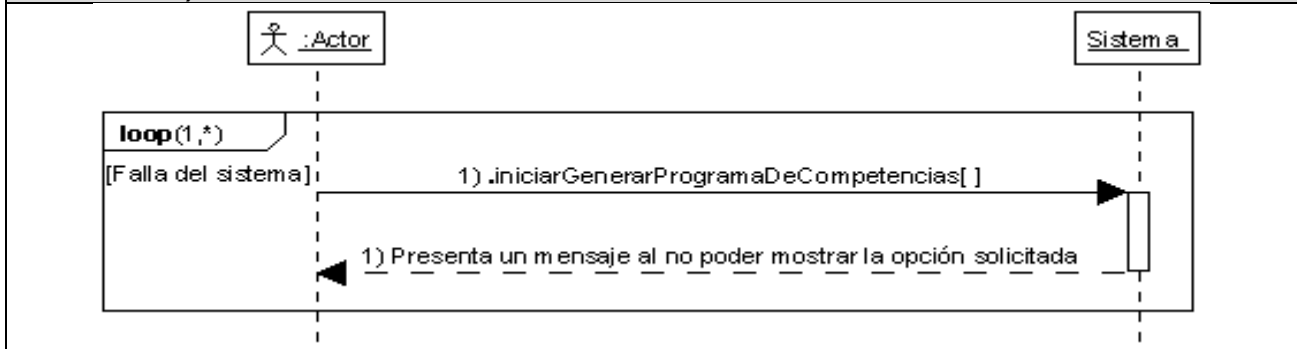 :Actor
Sistema
loop(1,*)
[Falla del sistema]
1) .iniciarGenerarProgramaDeCompetencias[ ]
1) Presenta un mensaje al no poder mostrar la opción solicitada